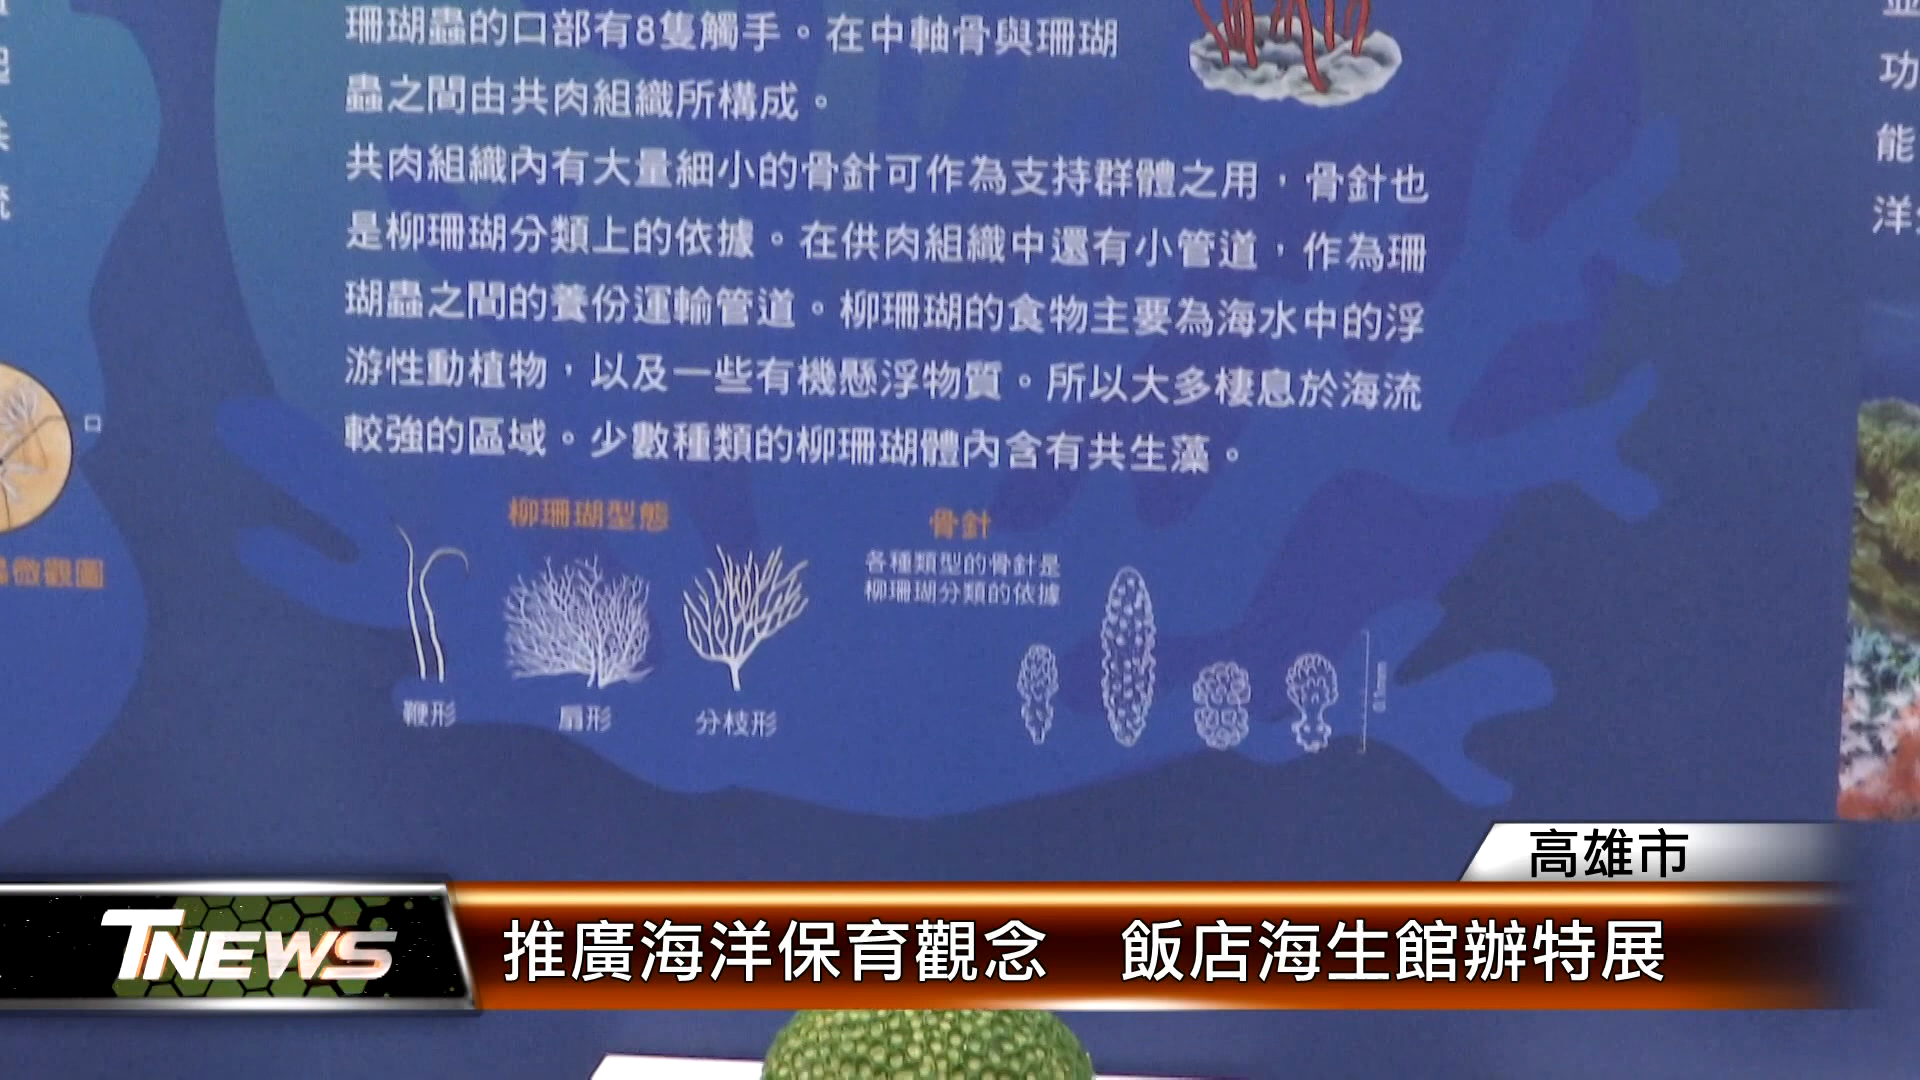 珊瑚蟲的口部有8隻觸手。在中軸骨與珊瑚
蟲之間由共肉組織所構成。
共肉組織內有大量細小的骨針可作為支持群體之用，骨針也
是柳珊瑚分類上的依據。在供肉組織中還有小管道，作為珊
瑚蟲之間的養份運輸管道。柳珊瑚的食物主要為海水中的浮
游性動植物，以及一些有機懸浮物質。所以大多棲息於海流
較強的區域。少數種類的柳珊瑚體內含有共生藻。
柳珊瑚型態
鞭形
扇形
分枝形
骨針
各種類型的骨針是
柳珊瑚分類的依據
0.1mm
口
微觀圖
功
能
洋
高雄市
TNEWS
推廣海洋保育觀念 飯店海生館辦特展